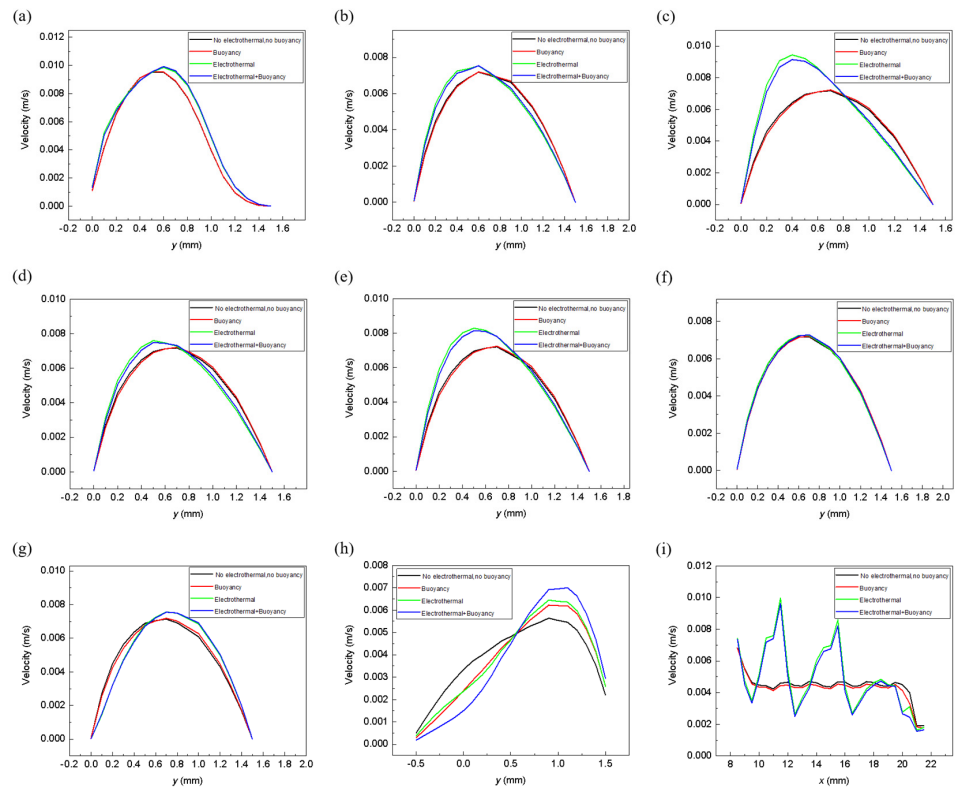 (a)
0.012
0.010
0.008
0.006
0.004
0.002
0.000
Velocity (m/s)
No electrothermal,no buoyancy
Buoyancy
Electrothermal
Electrothermal+Buoyancy
-0.2 0.0 0.2 0.4 0.6 0.8 1.0 1.2 1.4 1.6
y (mm)
(b)
0.010
0.008
0.006
0.004
0.002
0.000
Velocity (m/s)
No electrothermal,no buoyancy
Buoyancy
Electrothermal
Electrothermal+Buoyancy
-0.2 0.0 0.2 0.4 0.6 0.8 1.0 1.2 1.4 1.6 1.8 2.0
y (mm)
(c)
0.010
0.008
0.006
0.004
0.002
0.000
Velocity (m/s)
No electrothermal,no buoyancy
Buoyancy
Electrothermal
Electrothermal+Buoyancy
-0.2 0.0 0.2 0.4 0.6 0.8 1.0 1.2 1.4 1.6
y (mm)
(d)
0.010
0.008
0.006
0.004
0.002
0.000
Velocity (m/s)
No electrothermal,no buoyancy
Buoyancy
Electrothermal
Electrothermal+Buoyancy
-0.2 0.0 0.2 0.4 0.6 0.8 1.0 1.2 1.4 1.6
y (mm)
(e)
0.010
0.008
0.006
0.004
0.002
0.000
Velocity (m/s)
No electrothermal,no buoyancy
Buoyancy
Electrothermal
Electrothermal+Buoyancy
-0.2 0.0 0.2 0.4 0.6 0.8 1.0 1.2 1.4 1.6 1.8
y (mm)
(f)
0.010
0.008
0.006
0.004
0.002
0.000
Velocity (m/s)
No electrothermal,no buoyancy
Buoyancy
Electrothermal
Electrothermal+Buoyancy
-0.2 0.0 0.2 0.4 0.6 0.8 1.0 1.2 1.4 1.6 1.8 2.0
y (mm)
(g)
0.010
0.008
0.006
0.004
0.002
0.000
Velocity (m/s)
No electrothermal,no buoyancy
Buoyancy
Electrothermal
Electrothermal+Buoyancy
-0.2 0.0 0.2 0.4 0.6 0.8 1.0 1.2 1.4 1.6 1.8 2.0
y (mm)
(h)
0.008
0.007
0.006
0.005
0.004
0.003
0.002
0.001
0.000
Velocity (m/s)
No electrothermal,no buoyancy
Buoyancy
Electrothermal
Electrothermal+Buoyancy
-0.5 0.0 0.5 1.0 1.5
y (mm)
(i)
0.012
0.010
0.008
0.006
0.004
0.002
0.000
Velocity (m/s)
No electrothermal,no buoyancy
Buoyancy
Electrothermal
Electrothermal+Buoyancy
8 10 12 14 16 18 20 22
x (mm)